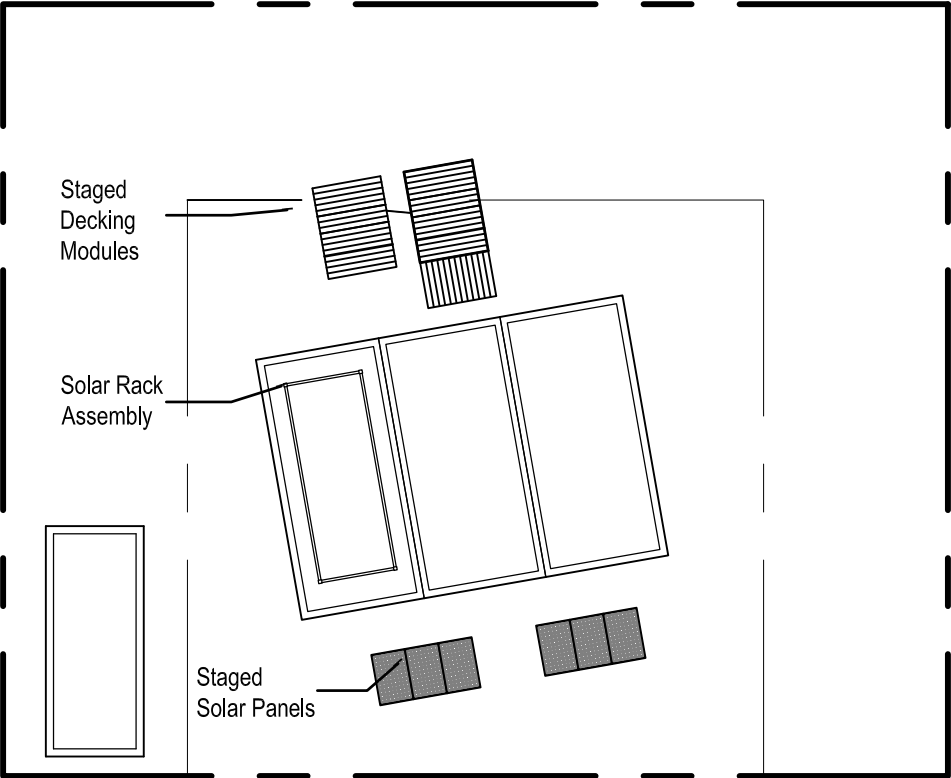 Staged
Decking
Modules
Solar Rack
Assembly
Staged
Solar Panels